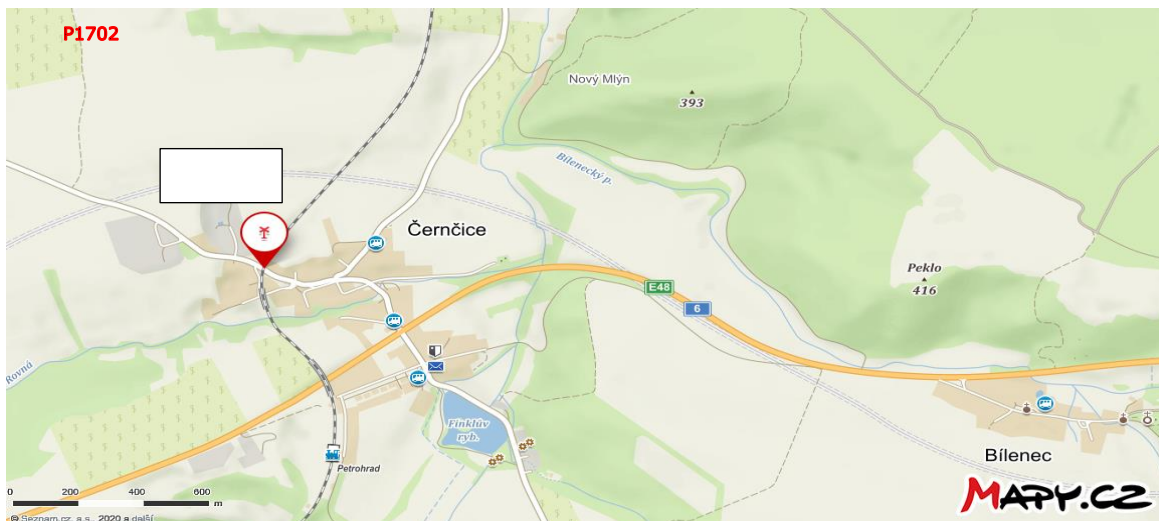 P1702
Nový Mlýn
393
Bílenecký p.
Černčice
Peklo
416
E48
6
Rovná
Finklův
ryb.
Petrohrad
Bílenec
0 200 400 600
m
© Seznam.cz, a.s., 2020 a další
MAPY.CZ